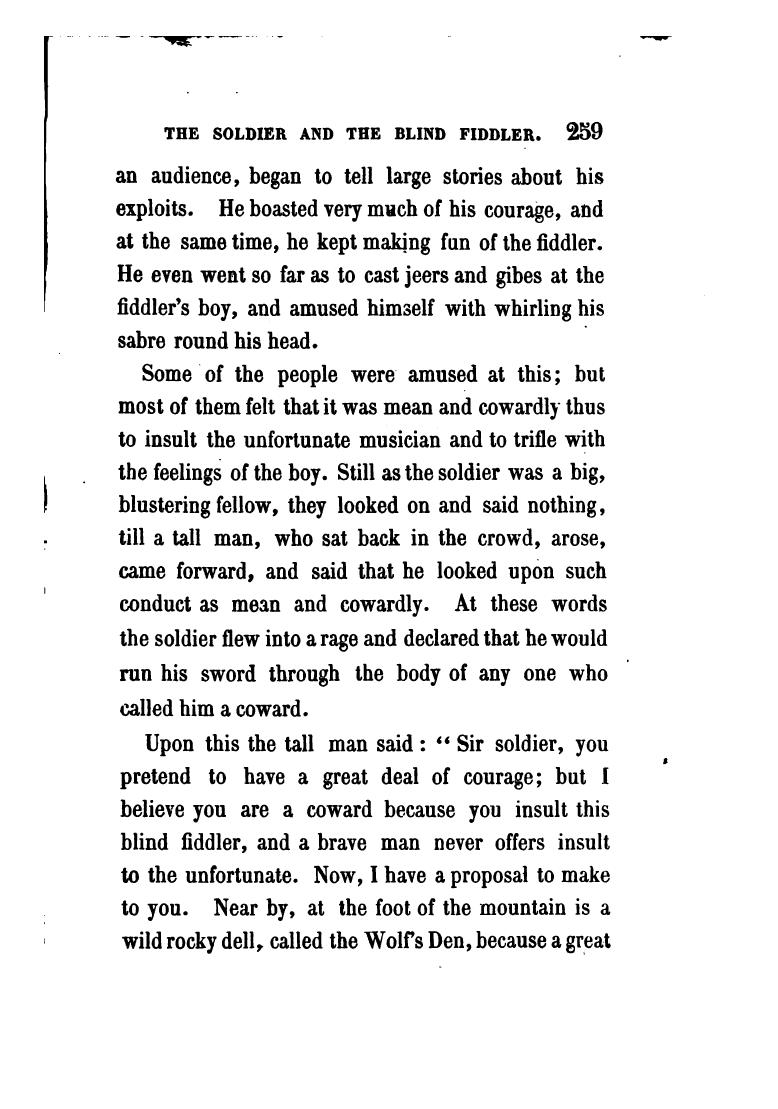 THE SOLDIER AND THE BLIND FIDDLER. 259
an audience, began to tell large stories about his
exploits. He boasted very much of his courage, and
at the same time, he kept making fun of the fiddler.
He even went so far as to cast jeers and gibes at the
fiddler's boy, and amused himself with whirling his
sabre round his head.
Some of the people were amused at this; but
most of them felt that it was mean and cowardly thus
to insult the unfortunate musician and to trifle with
the feelings of the boy. Still as the soldier was a big,
blustering fellow, they looked on and said nothing,
till a tall man, who sat back in the crowd, arose,
came forward, and said that he looked upon such
conduct as mean and cowardly. At these words
the soldier flew into a rage and declared that he would
run his sword through the body of any one who
called him a coward.
Upon this the tall man said: “Sir soldier, you
pretend to have a great deal of courage; but I
believe you are a coward because you insult this
blind fiddler, and a brave man never offers insult
to the unfortunate. Now, I have a proposal to make
to you. Near by, at the foot of the mountain is a
wild rocky dell, called the Wolf's Den, because a great